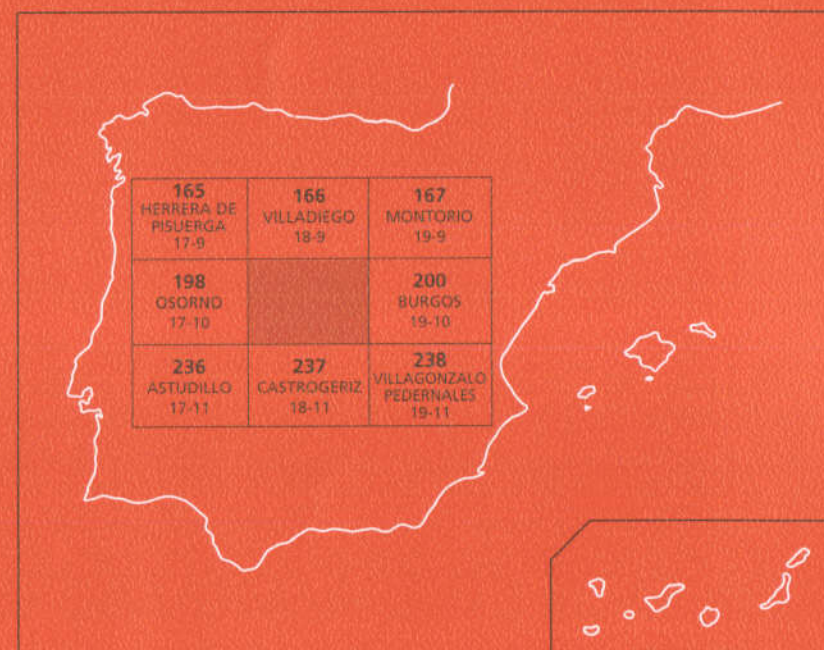 165
HERRERA DE
PISUERGA
17-9
166
VILLADIEGO
18-9
167
MONTORIO
19-9
198
OSORNO
17-10
200
BURGOS
19-10
236
ASTUDILLO
17-11
237
CASTROGERIZ
18-11
238
VILLAGONZALO
PEDERNALES
19-11